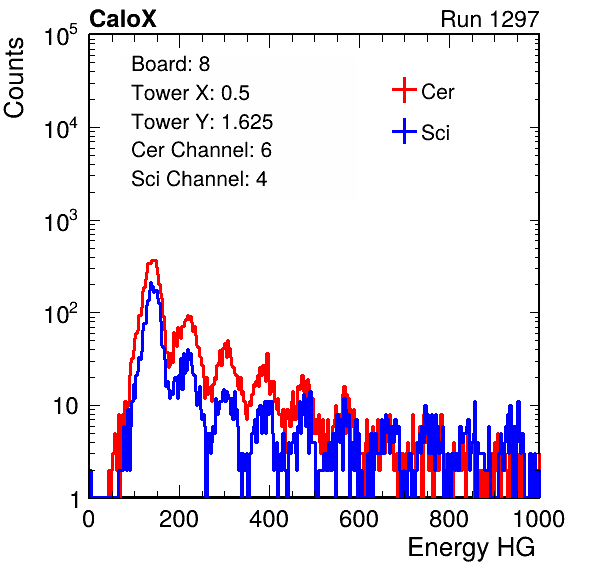 CaloX Run 1297
Counts
10^5
10^4
10^3
10^2
10
1
Board: 8
Tower X: 0.5
Tower Y: 1.625
Cer Channel: 6
Sci Channel: 4
Cer
Sci
0 200 400 600 800 1000
Energy HG